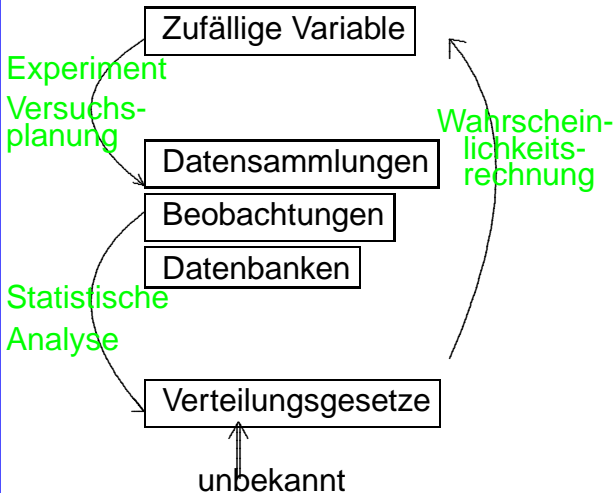 Zufällige Variable
Experiment
Versuchs-
planung
Wahrschein-
lichkeits-
rechnung
Datensammlungen
Beobachtungen
Datenbanken
Statistische
Analyse
Verteilungsgesetze
unbekannt